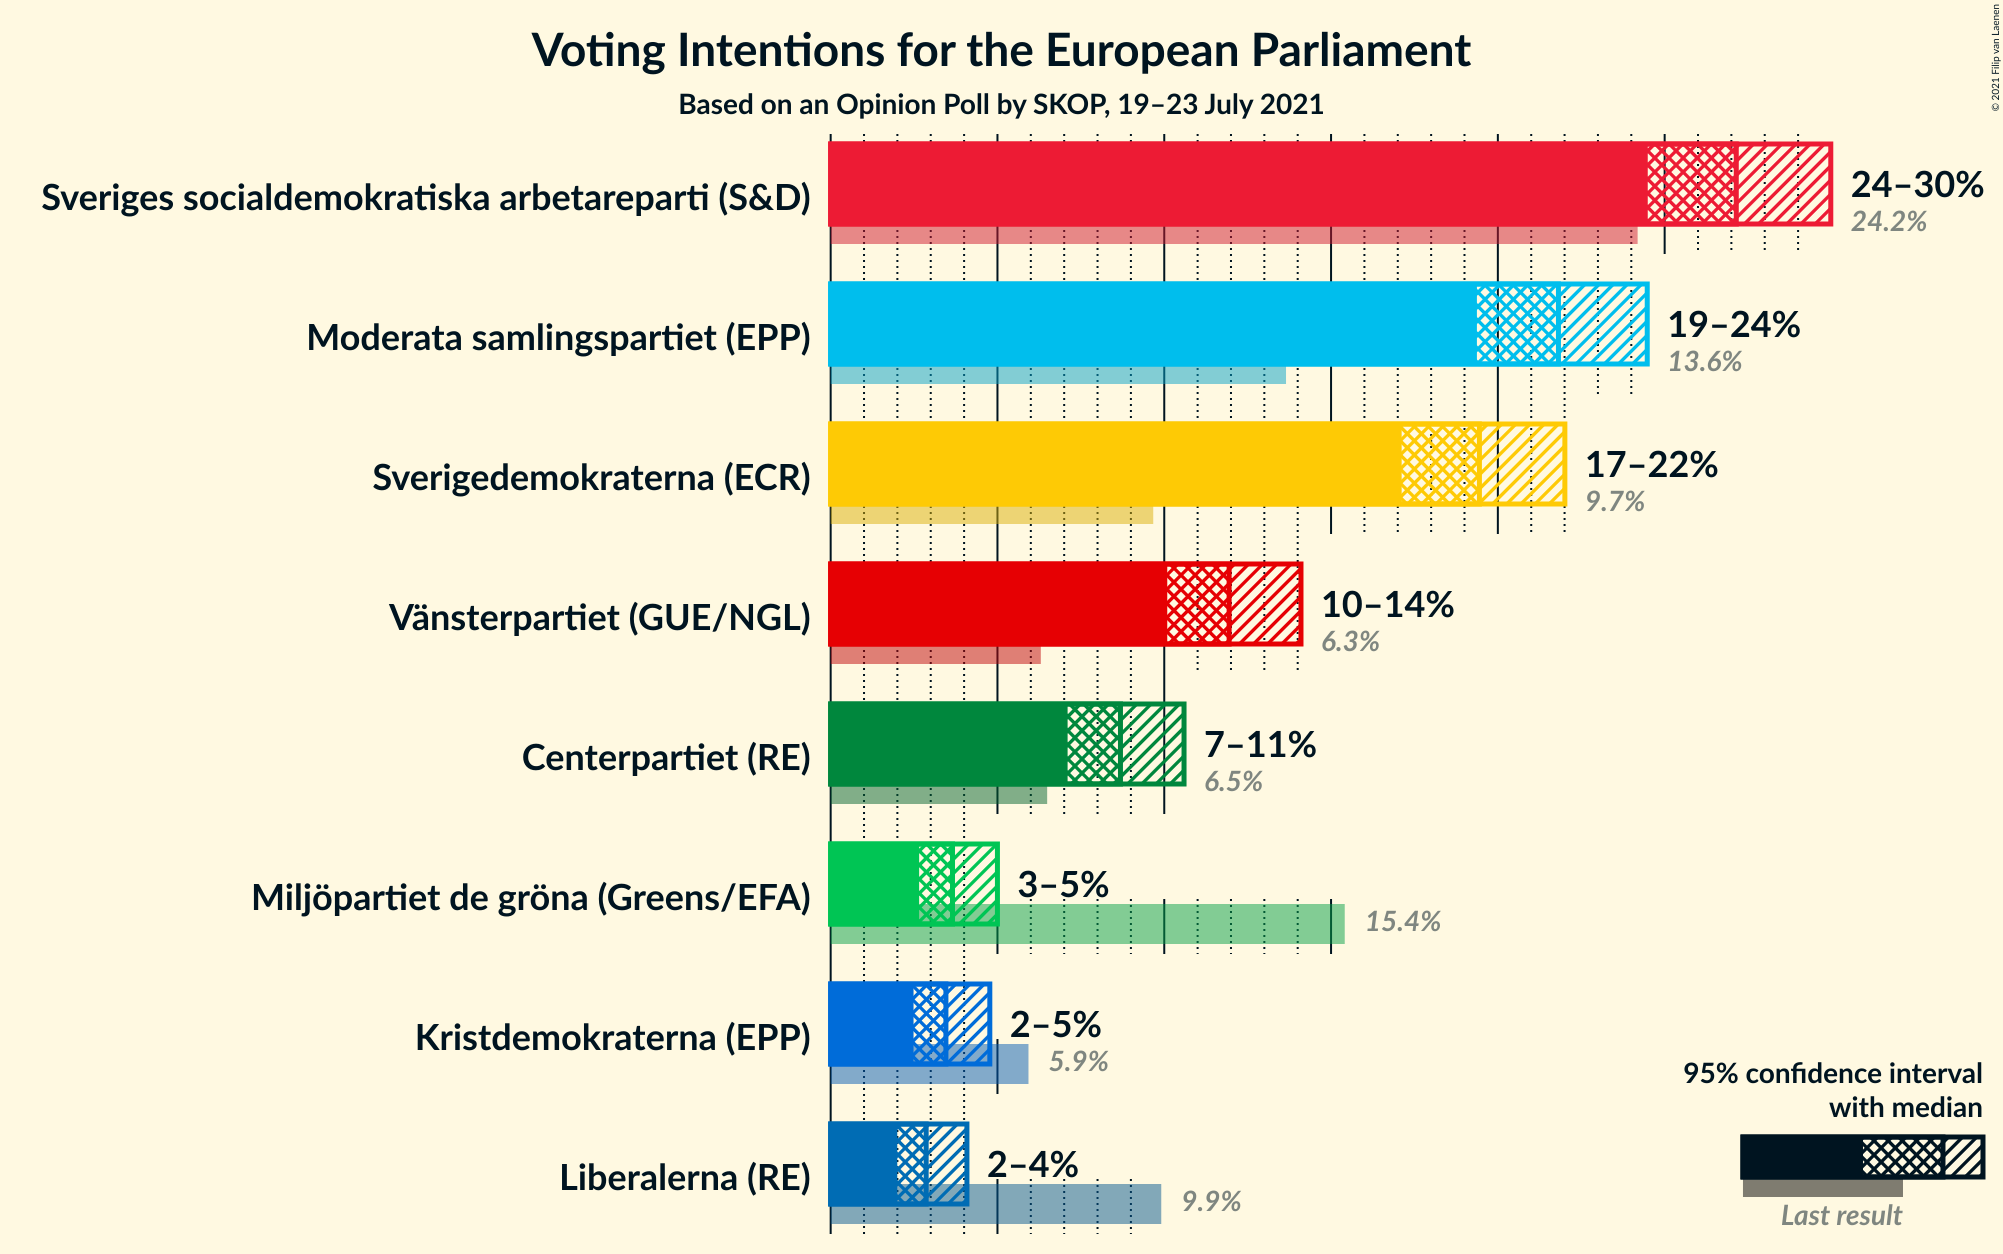 Voting Intentions for the European Parliament
Based on an Opinion Poll by SKOP, 19–23 July 2021
© 2021 Filip van Laenen
Sveriges socialdemokratiska arbetareparti (S&D)
24–30%
24.2%
Moderata samlingspartiet (EPP)
19–24%
13.6%
Sverigedemokraterna (ECR)
17–22%
9.7%
Vänsterpartiet (GUE/NGL)
10–14%
6.3%
Centerpartiet (RE)
7–11%
6.5%
Miljöpartiet de gröna (Greens/EFA)
3–5%
15.4%
Kristdemokraterna (EPP)
2–5%
5.9%
Liberalerna (RE)
2–4%
9.9%
95% confidence interval
with median
Last result